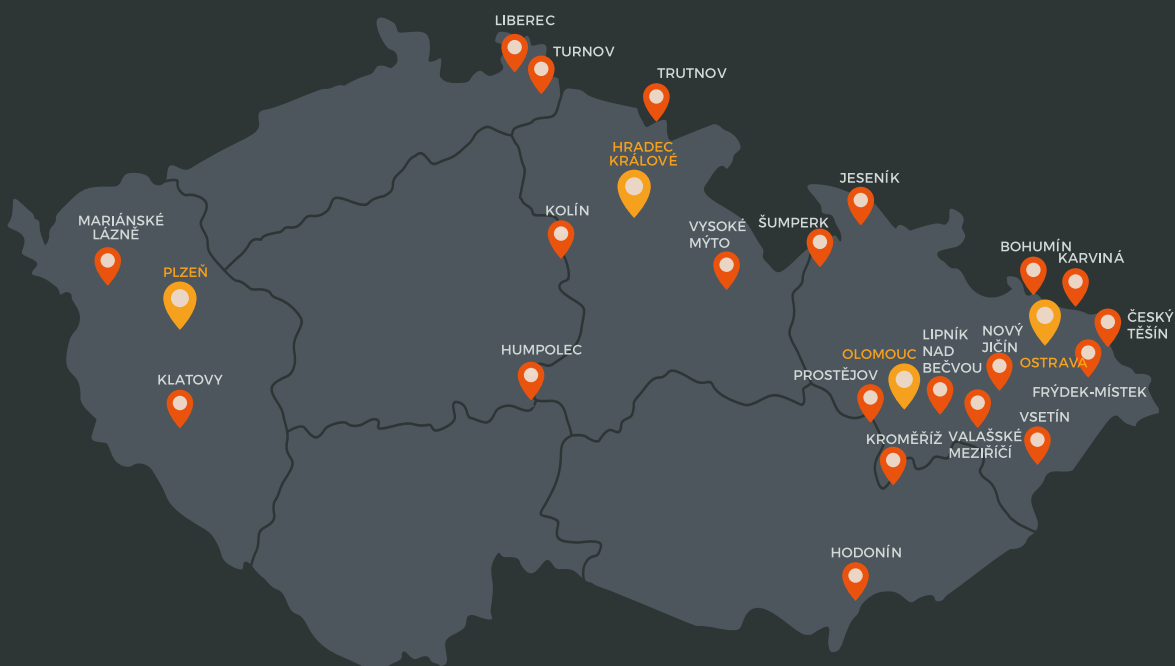 LIBEREC
TURNOV
TRUTNOV
HRADEC
KRÁLOVÉ
JESENÍK
KOLÍN
MARIÁNSKÉ
LÁZNĚ
VYSOKÉ
MÝTO
ŠUMPERK
BOHUMÍN
KARVINÁ
PLZEŇ
ČESKÝ
TĚŠÍN
LIPNÍK
NAD
BEČVOU
NOVÝ
JIČÍN
HUMPOLEC
OLOMOUC
OSTRAVA
KLATOVY
PROSTĚJOV
FRÝDEK-MÍSTEK
VSETÍN
KROMĚŘÍŽ
VALAŠSKÉ
MEZIŘÍČÍ
HODONÍN